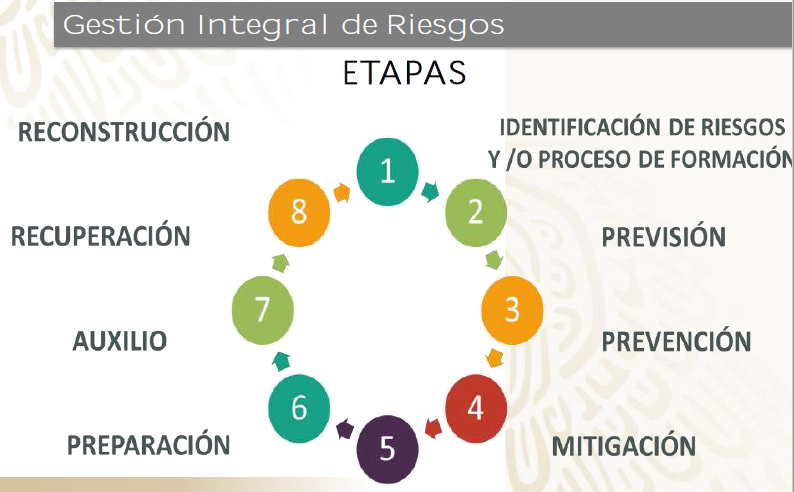 Gestión Integral de Riesgos
ETAPAS
RECONSTRUCCIÓN
IDENTIFICACIÓN DE RIESGOS
Y /O PROCESO DE FORMACIÓN
1
8
2
RECUPERACIÓN
PREVISIÓN
7
3
AUXILIO
PREVENCIÓN
6
4
PREPARACIÓN
5
MITIGACIÓN